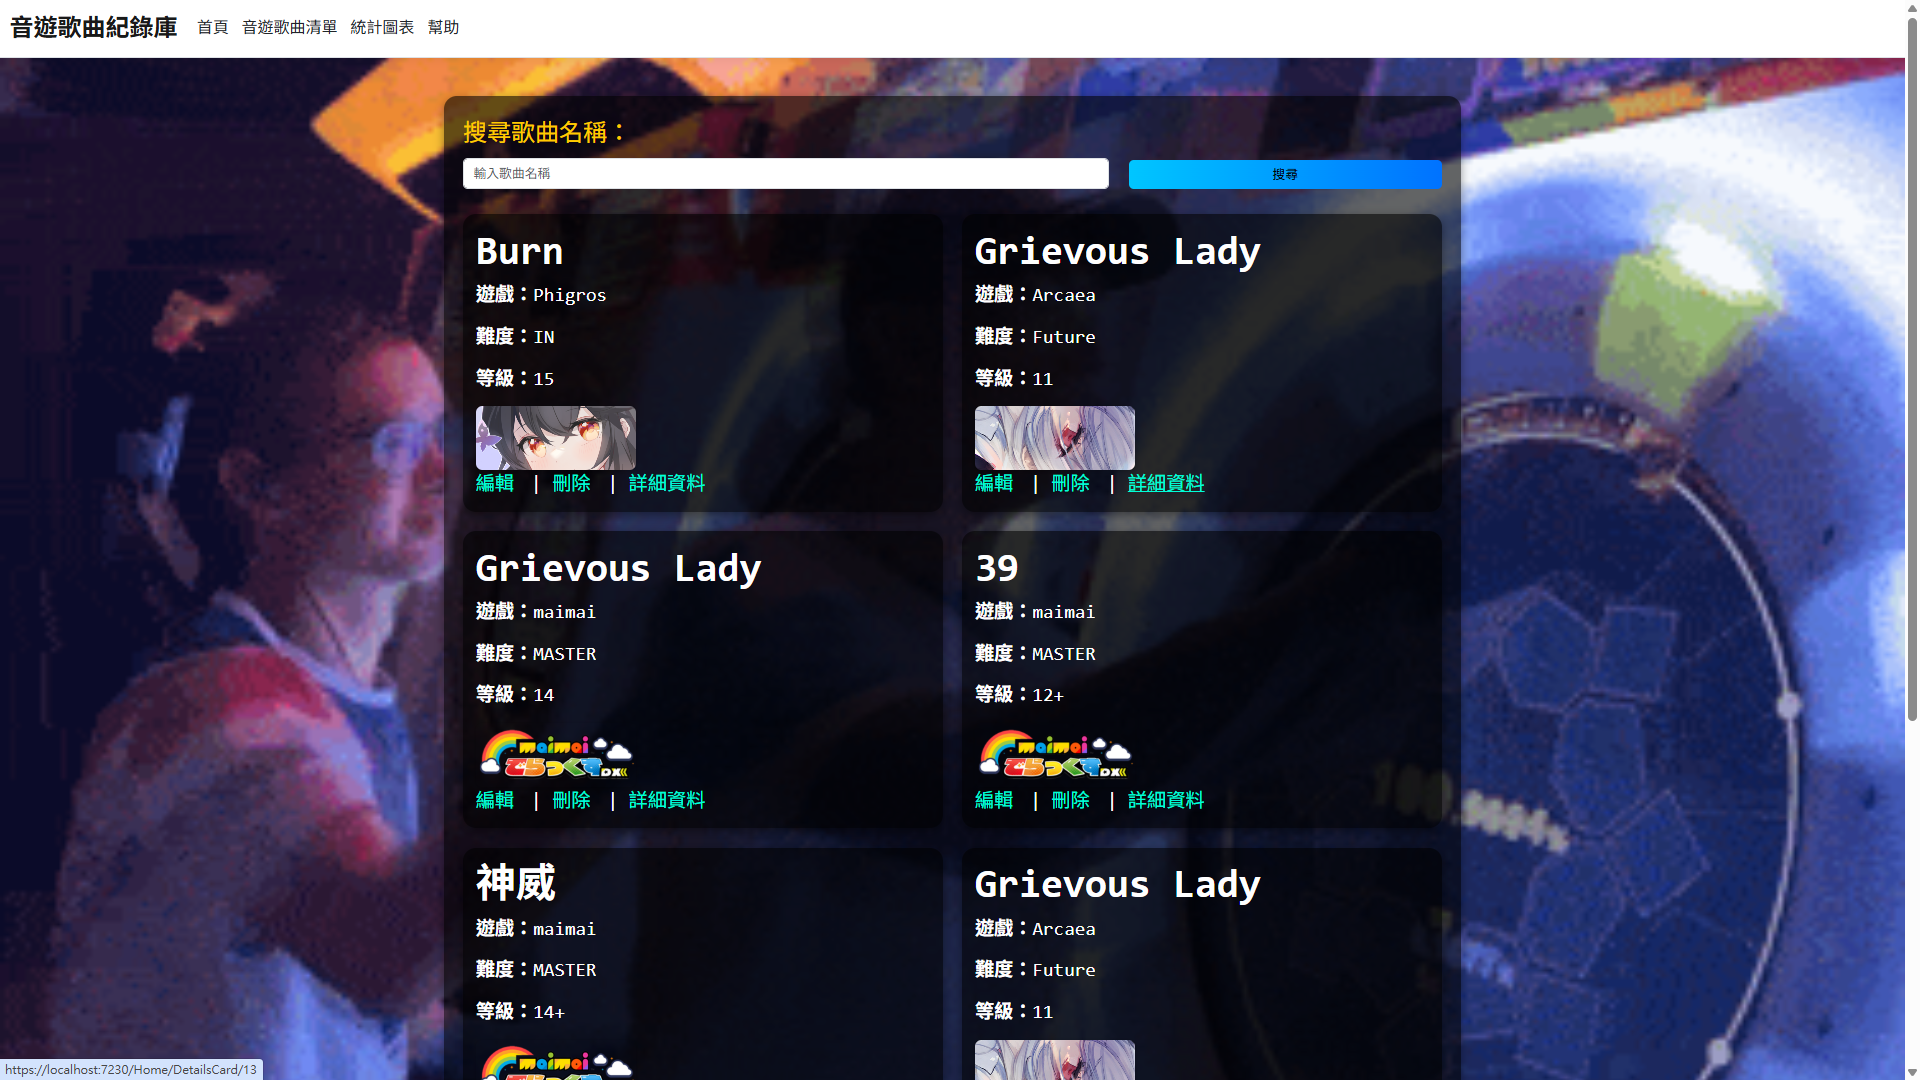 音遊歌曲紀錄庫 首頁 音遊歌曲清單 統計圖表 幫助
搜尋歌曲名稱：
輸入歌曲名稱 搜尋
Burn
遊戲：Phigros
難度：IN
等級：15
編輯 | 刪除 | 詳細資料
Grievous Lady
遊戲：Arcaea
難度：Future
等級：11
編輯 | 刪除 | 詳細資料
Grievous Lady
遊戲：maimai
難度：MASTER
等級：14
maimai
でらっくすDX
編輯 | 刪除 | 詳細資料
39
遊戲：maimai
難度：MASTER
等級：12+
maimai
でらっくすDX
編輯 | 刪除 | 詳細資料
神威
遊戲：maimai
難度：MASTER
等級：14+
maimai
Grievous Lady
遊戲：Arcaea
難度：Future
等級：11
https://localhost:7230/Home/DetailsCard/13